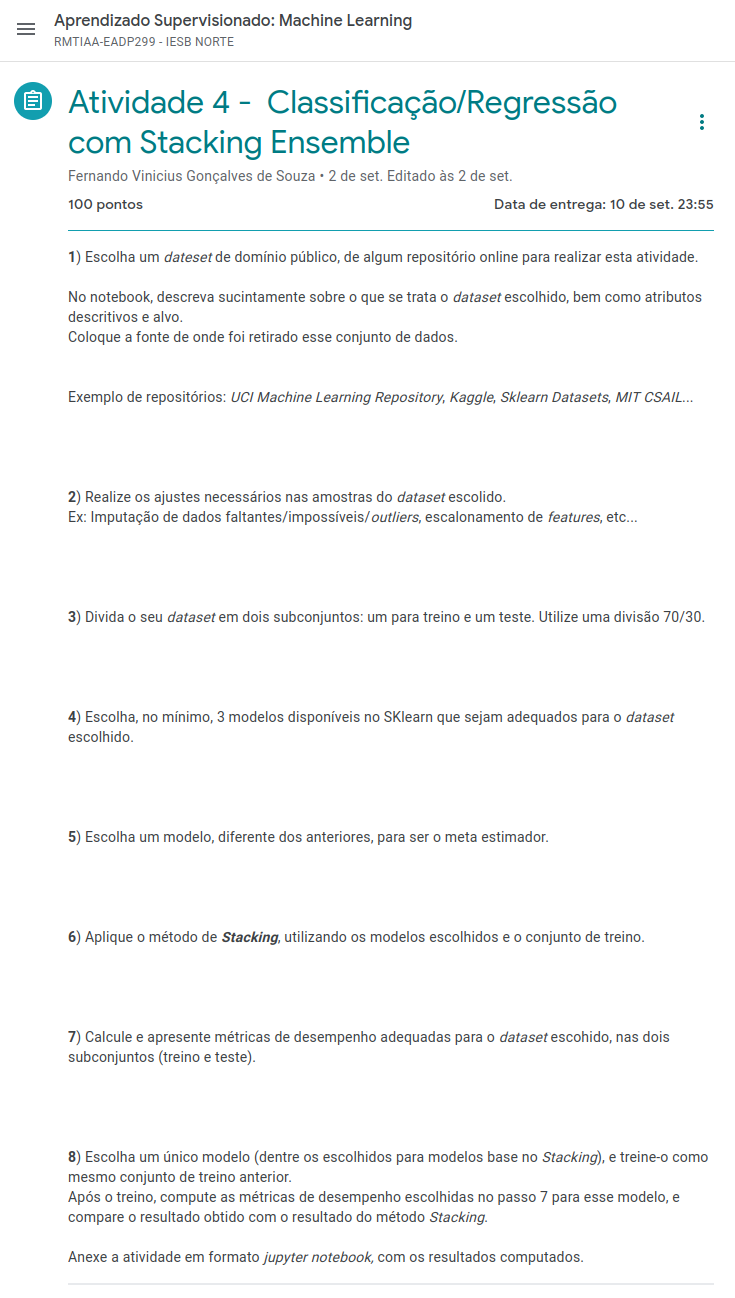 Aprendizado Supervisionado: Machine Learning
RMTIAA-EADP299 - IESB NORTE
Atividade 4 - Classificação/Regressão
com Stacking Ensemble
Fernando Vinicius Gonçalves de Souza • 2 de set. Editado às 2 de set.
100 pontos Data de entrega: 10 de set. 23:55
1) Escolha um dateset de domínio público, de algum repositório online para realizar esta atividade.
No notebook, descreva sucintamente sobre o que se trata o dataset escolhido, bem como atributos
descritivos e alvo.
Coloque a fonte de onde foi retirado esse conjunto de dados.
Exemplo de repositórios: UCI Machine Learning Repository, Kaggle, Sklearn Datasets, MIT CSAIL...
2) Realize os ajustes necessários nas amostras do dataset escolido.
Ex: Imputação de dados faltantes/impossíveis/outliers, escalonamento de features, etc...
3) Divida o seu dataset em dois subconjuntos: um para treino e um teste. Utilize uma divisão 70/30.
4) Escolha, no mínimo, 3 modelos disponíveis no SKlearn que sejam adequados para o dataset
escolhido.
5) Escolha um modelo, diferente dos anteriores, para ser o meta estimador.
6) Aplique o método de Stacking, utilizando os modelos escolhidos e o conjunto de treino.
7) Calcule e apresente métricas de desempenho adequadas para o dataset escohido, nas dois
subconjuntos (treino e teste).
8) Escolha um único modelo (dentre os escolhidos para modelos base no Stacking), e treine-o como
mesmo conjunto de treino anterior.
Após o treino, compute as métricas de desempenho escolhidas no passo 7 para esse modelo, e
compare o resultado obtido com o resultado do método Stacking.
Anexe a atividade em formato jupyter notebook, com os resultados computados.